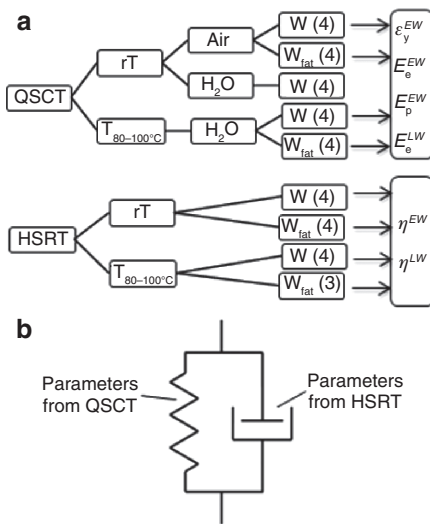 a
QSCT
rT
Air
W (4)
W_fat (4)
H₂O
W (4)
T_80–100°C
H₂O
W (4)
W_fat (4)
ε_y^EW
E_e^EW
E_p^EW
E_e^LW
HSRT
rT
W (4)
W_fat (4)
T_80–100°C
W (4)
W_fat (3)
η^EW
η^LW
b
Parameters
from QSCT
Parameters
from HSRT